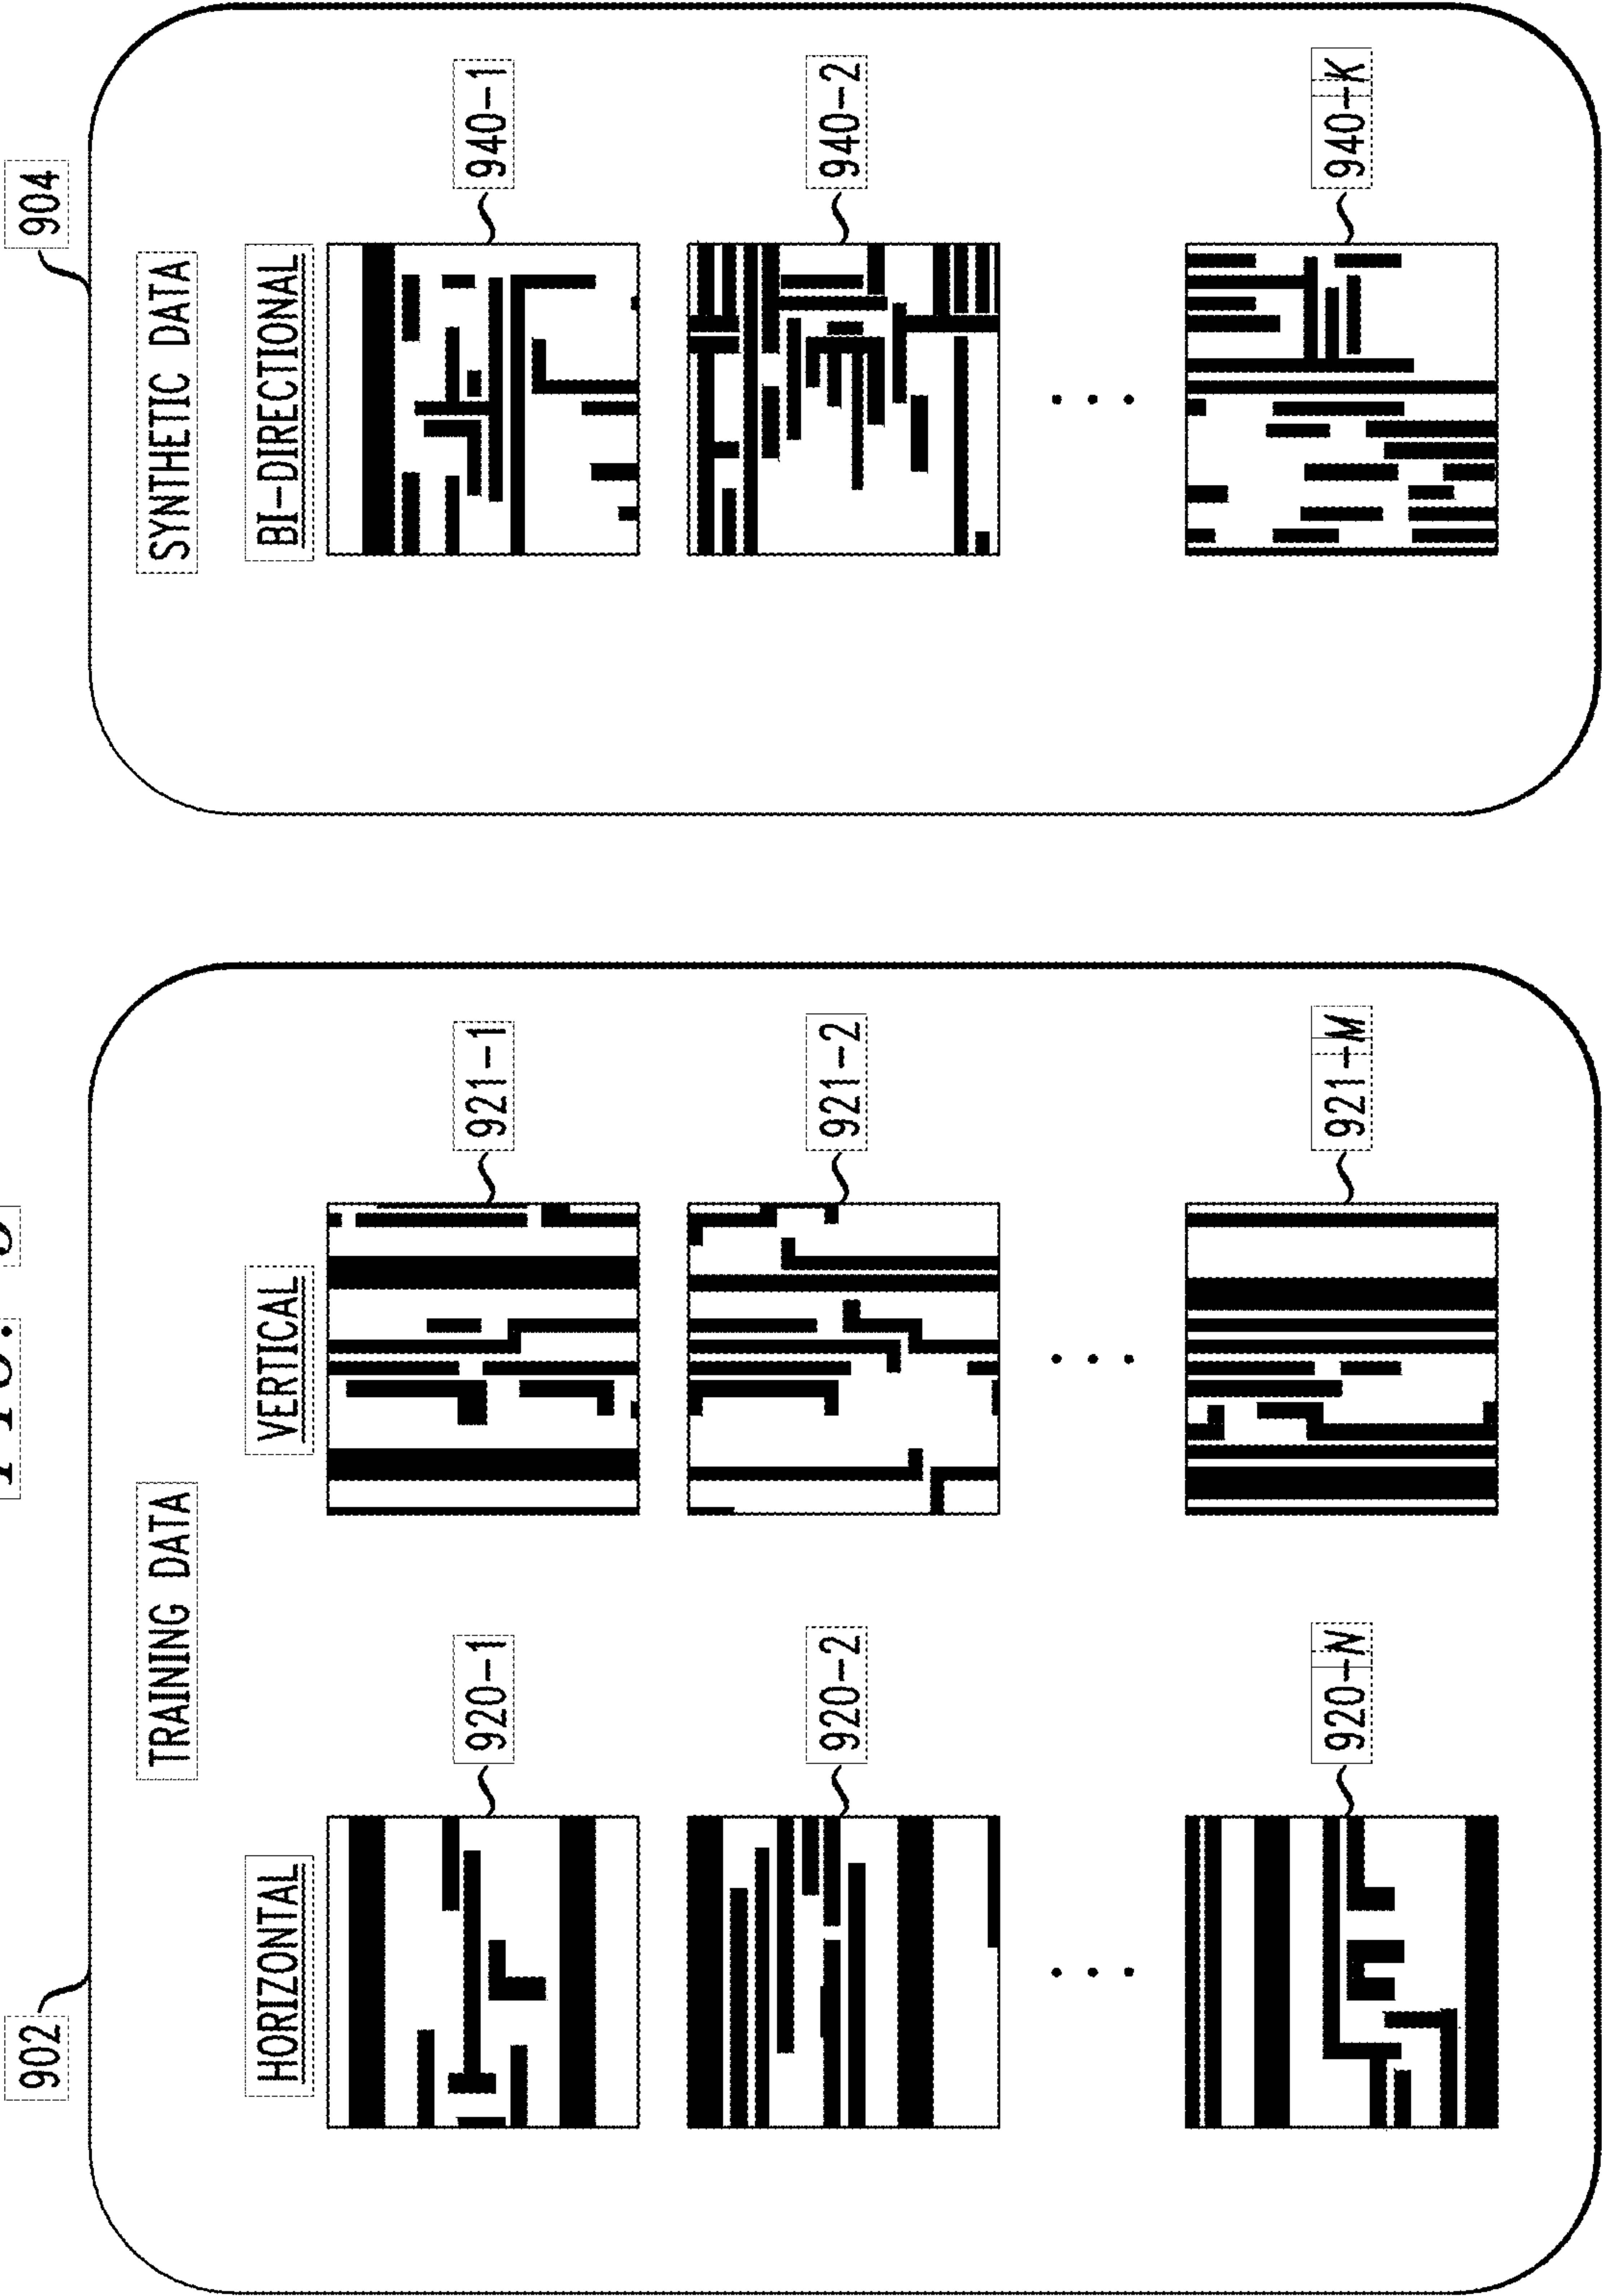 902
904
TRAINING DATA
SYNTHETIC DATA
HORIZONTAL
VERTICAL
BI-DIRECTIONAL
920-1
921-1
940-1
920-2
921-2
940-2
920-N
921-M
940-K